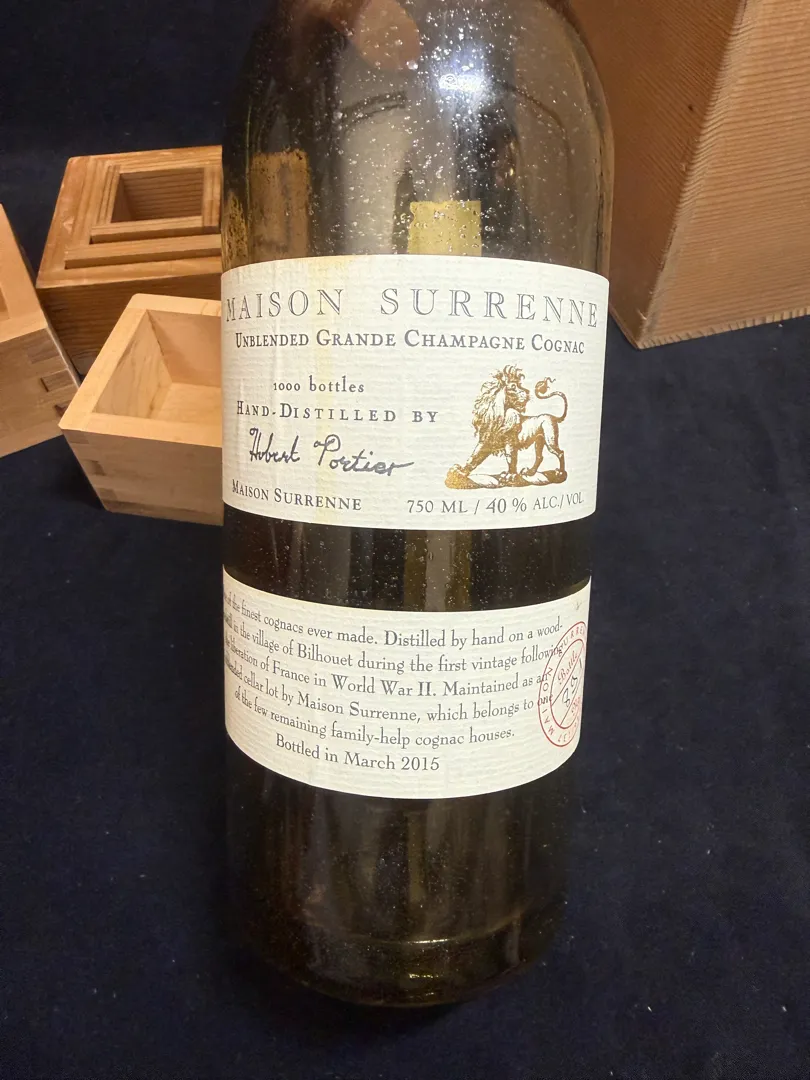 MAISON SURRENNE
UNBLENDED GRANDE CHAMPAGNE COGNAC
1000 bottles
HAND-DISTILLED BY
Hubert Portier
MAISON SURRENNE
750 ML / 40 % ALC./VOL.
of the finest cognacs ever made. Distilled by hand on a wood-
in the village of Bilhouet during the first vintage following
liberation of France in World War II. Maintained as an
cellar lot by Maison Surrenne, which belongs to one
of the few remaining family-help cognac houses.
Bottled in March 2015